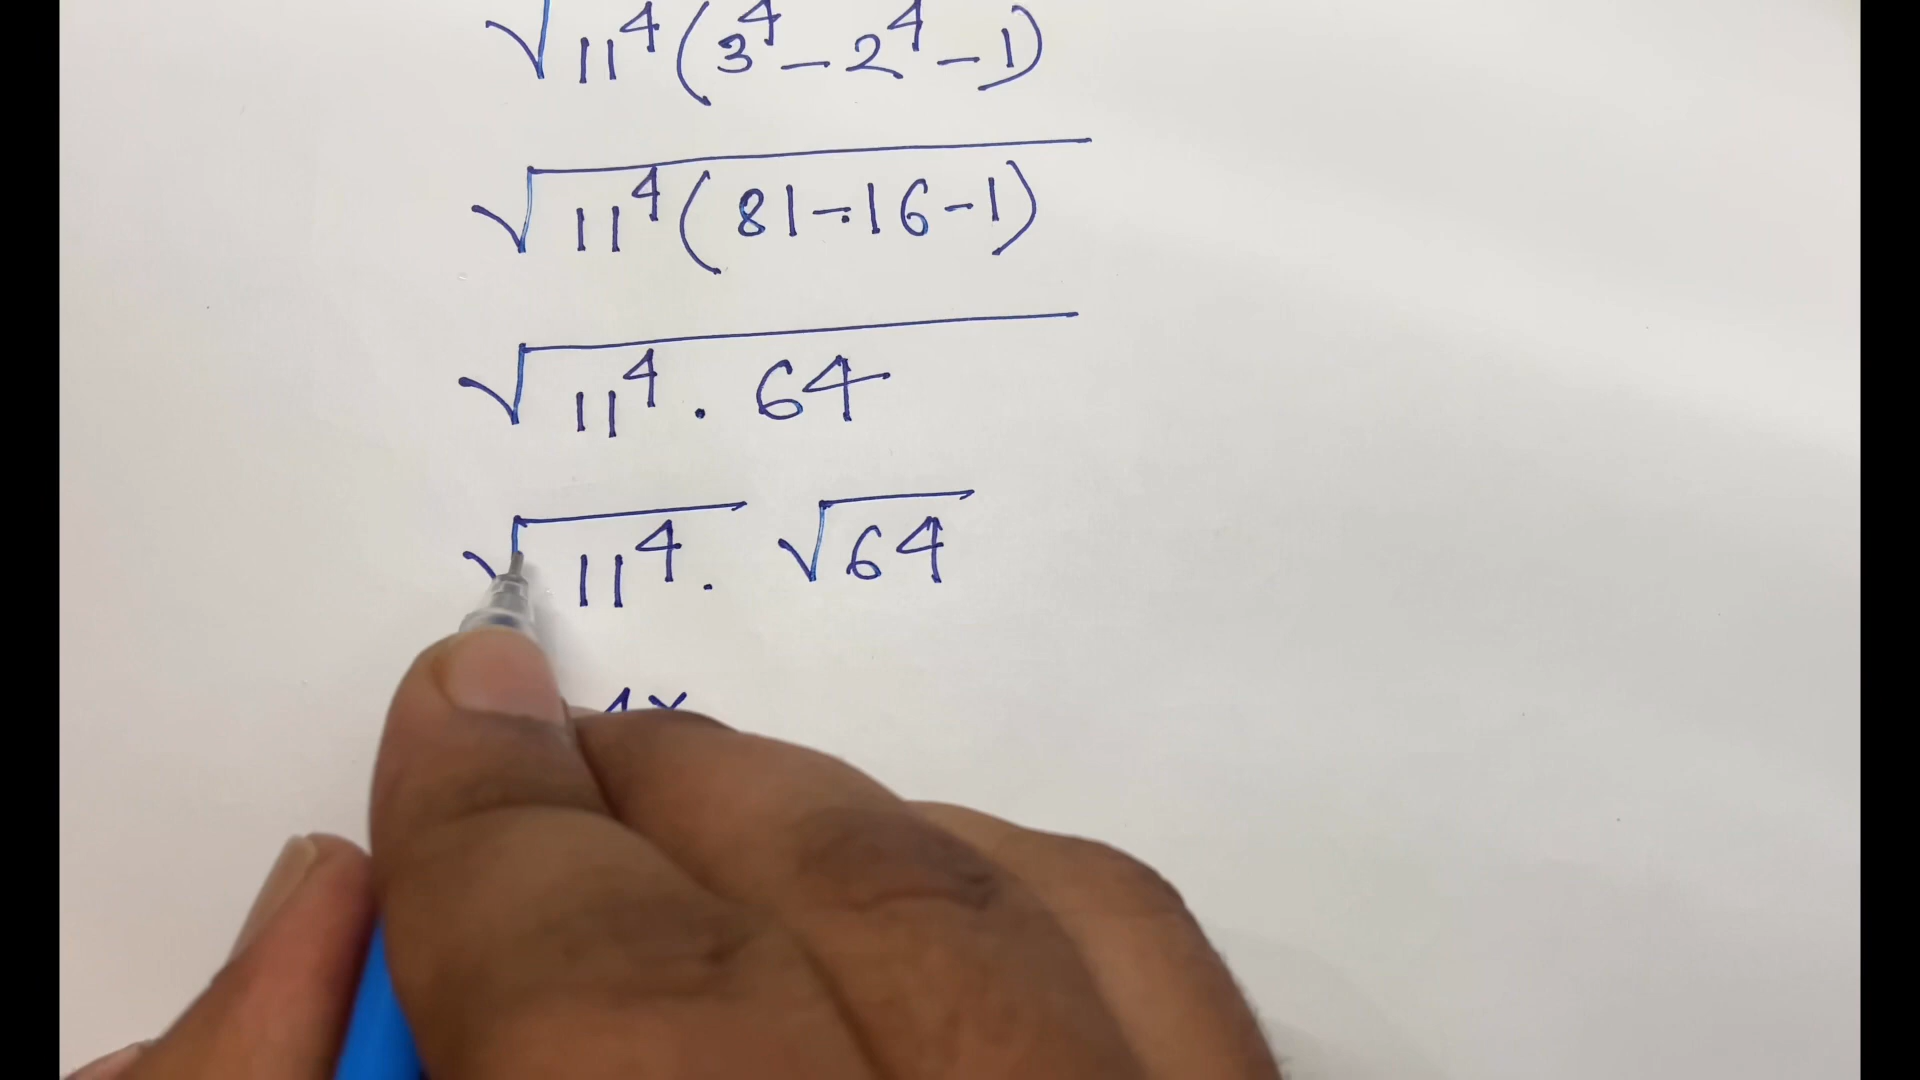 √11⁴(3⁴-2⁴-1)
√11⁴(81-16-1)
√11⁴ . 64
√11⁴ . √64